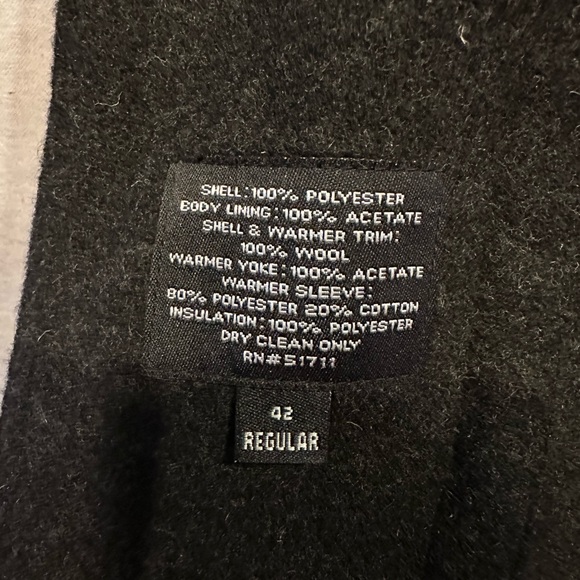 SHELL:100% POLYESTER
BODY LINING:100% ACETATE
SHELL & WARMER TRIM:
100% WOOL
WARMER YOKE:100% ACETATE
WARMER SLEEVE:
80% POLYESTER 20% COTTON
INSULATION:100% POLYESTER
DRY CLEAN ONLY
RN#51711
42
REGULAR